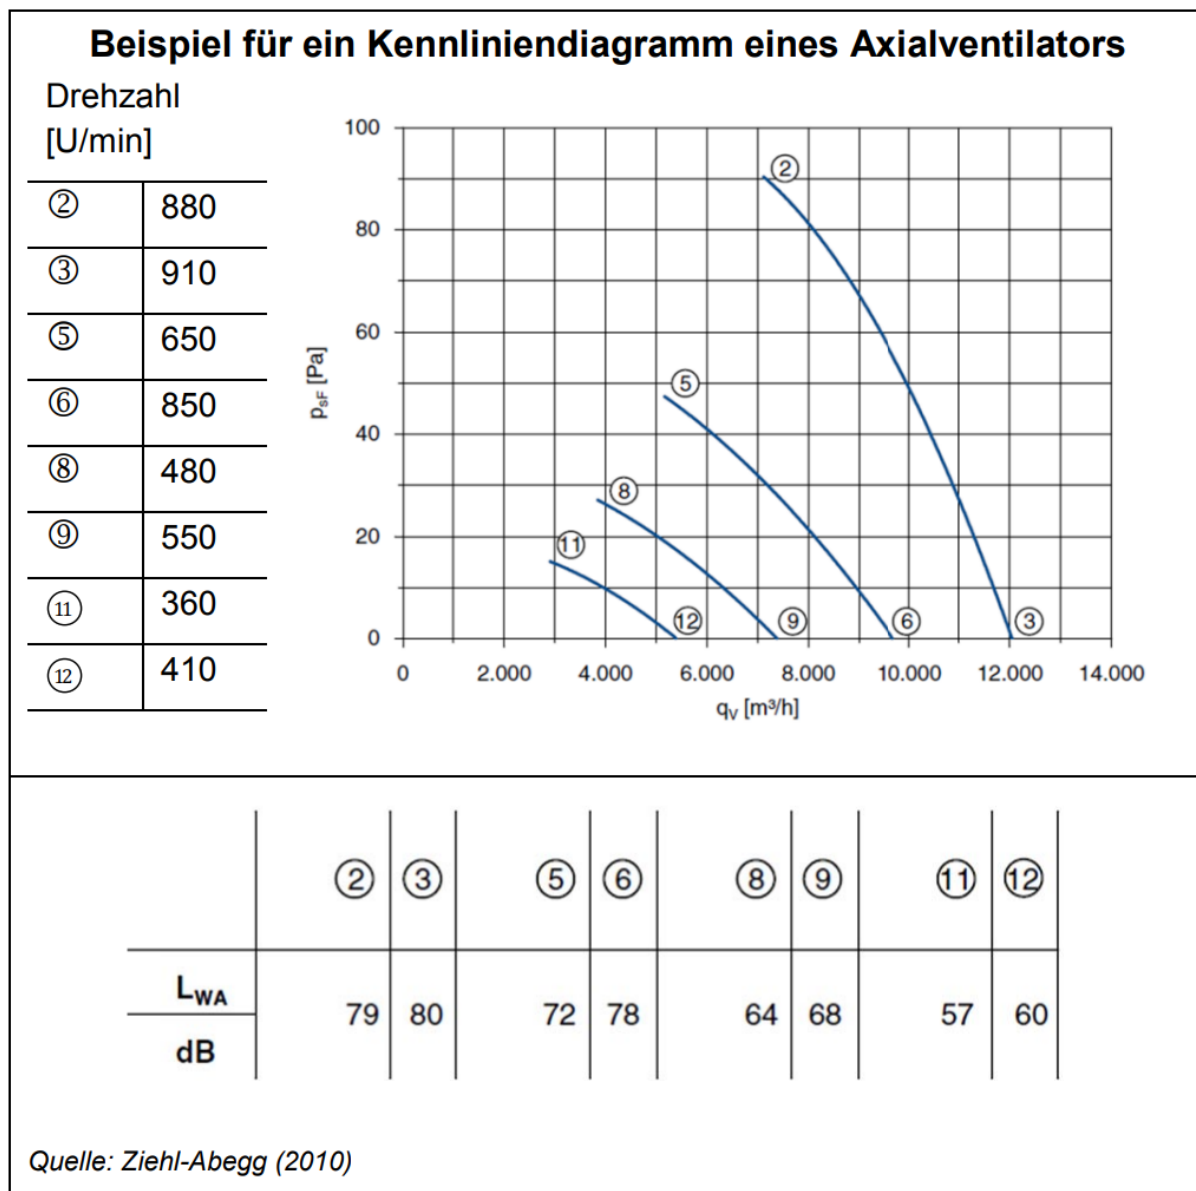 Beispiel für ein Kennliniendiagramm eines Axialventilators
Drehzahl
[U/min]
② 880
③ 910
⑤ 650
⑥ 850
⑧ 480
⑨ 550
⑪ 360
⑫ 410
100
80
60
40
20
0
p_sF [Pa]
②
⑤
⑧
⑪
⑫
⑨
⑥
③
0 2.000 4.000 6.000 8.000 10.000 12.000 14.000
q_V [m³/h]
② ③ ⑤ ⑥ ⑧ ⑨ ⑪ ⑫
L_WA
79 80 72 78 64 68 57 60
dB
Quelle: Ziehl-Abegg (2010)